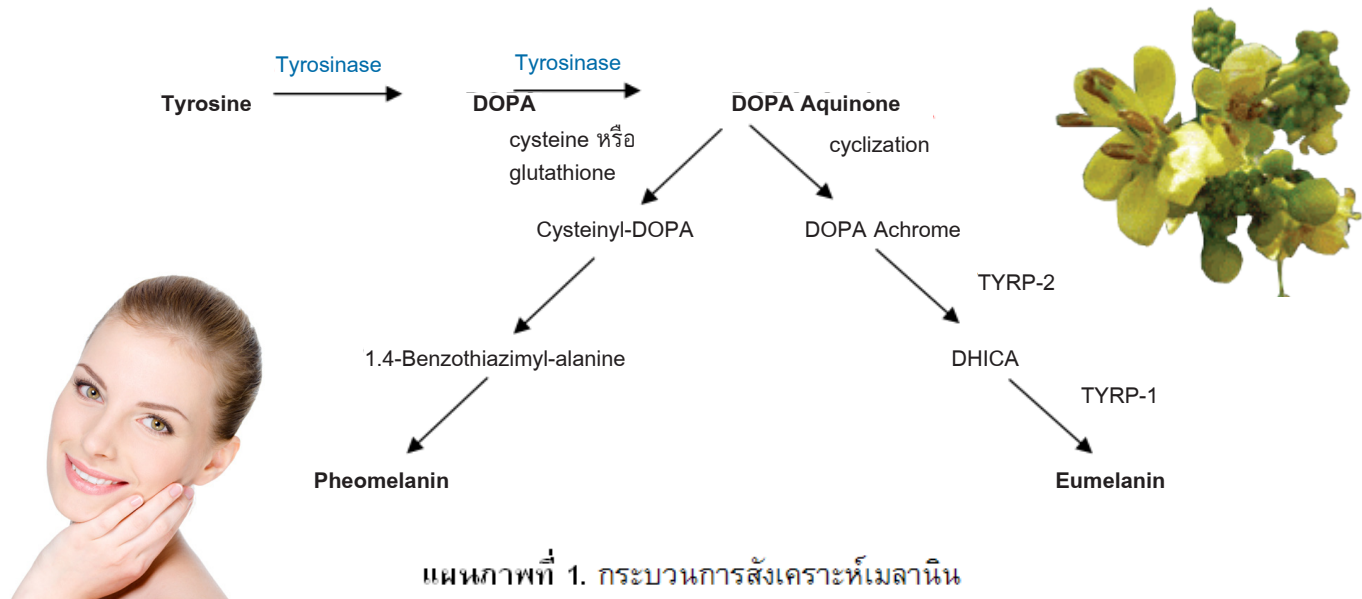 Tyrosinase
Tyrosinase
Tyrosine
DOPA
DOPA Aquinone
cysteine หรือ
glutathione
cyclization
Cysteinyl-DOPA
DOPA Achrome
TYRP-2
1.4-Benzothiazimyl-alanine
DHICA
TYRP-1
Pheomelanin
Eumelanin
แผนภาพที่ 1. กระบวนการสังเคราะห์เมลานิน